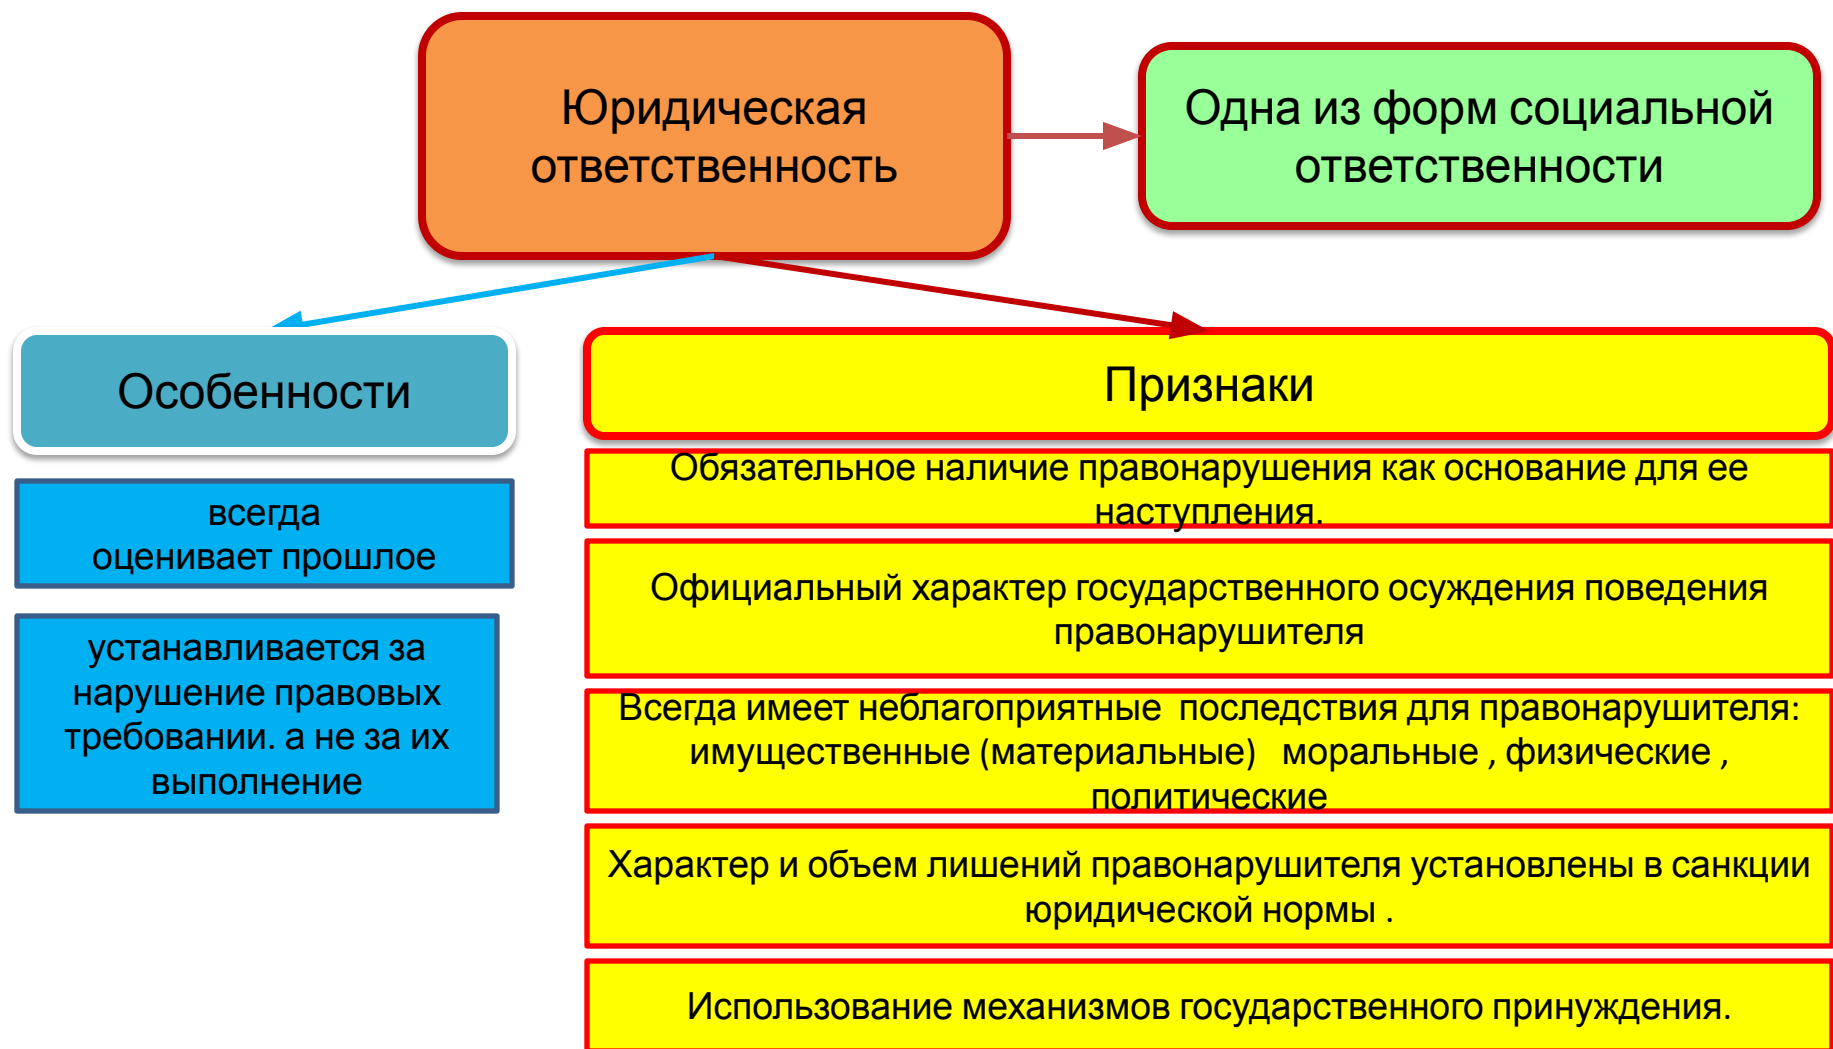 Юридическая
ответственность
Одна из форм социальной
ответственности
Особенности
всегда
оценивает прошлое
устанавливается за
нарушение правовых
требовании. а не за их
выполнение
Признаки
Обязательное наличие правонарушения как основание для ее
наступления.
Официальный характер государственного осуждения поведения
правонарушителя
Всегда имеет неблагоприятные  последствия для правонарушителя:
имущественные (материальные)   моральные , физические ,
политические
Характер и объем лишений правонарушителя установлены в санкции
юридической нормы .
Использование механизмов государственного принуждения.